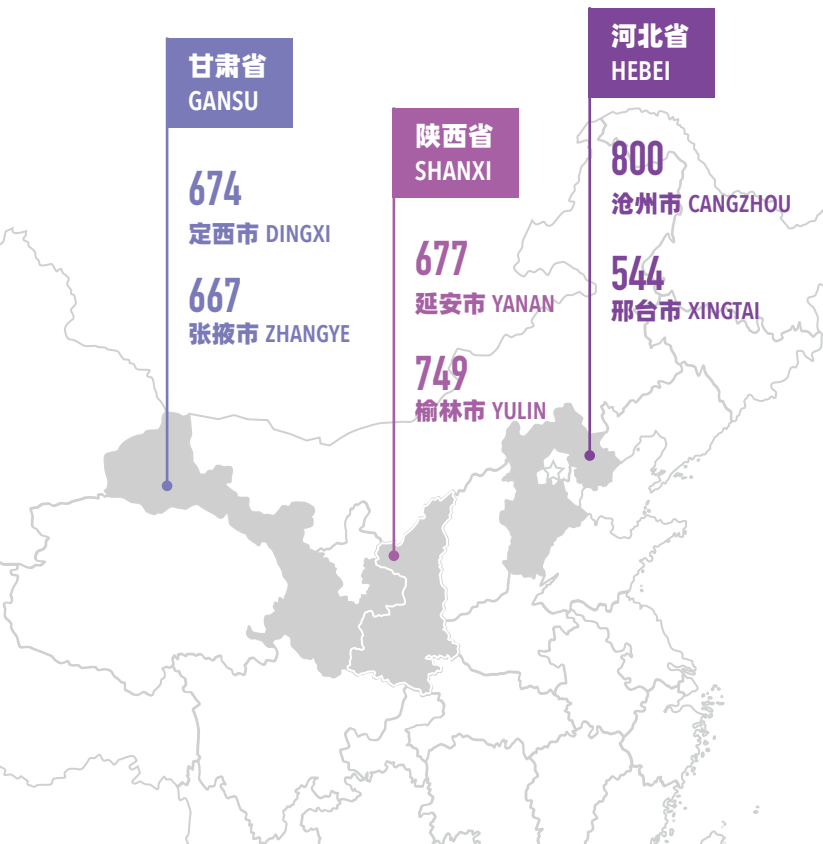 甘肃省
GANSU
674
定西市 DINGXI
667
张掖市 ZHANGYE
陕西省
SHANXI
677
延安市 YANAN
749
榆林市 YULIN
河北省
HEBEI
800
沧州市 CANGZHOU
544
邢台市 XINGTAI